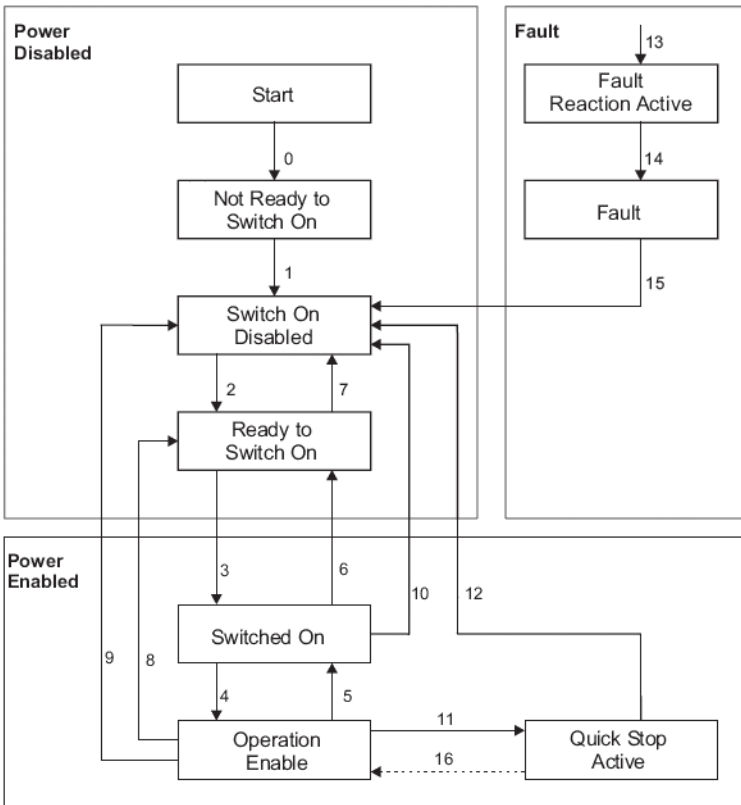 Power
Disabled
Start
0
Not Ready to
Switch On
1
Switch On
Disabled
2
7
Ready to
Switch On
Fault
13
Fault
Reaction Active
14
Fault
15
Power
Enabled
3
6
10
12
Switched On
9
8
4
5
11
Operation
Enable
16
Quick Stop
Active